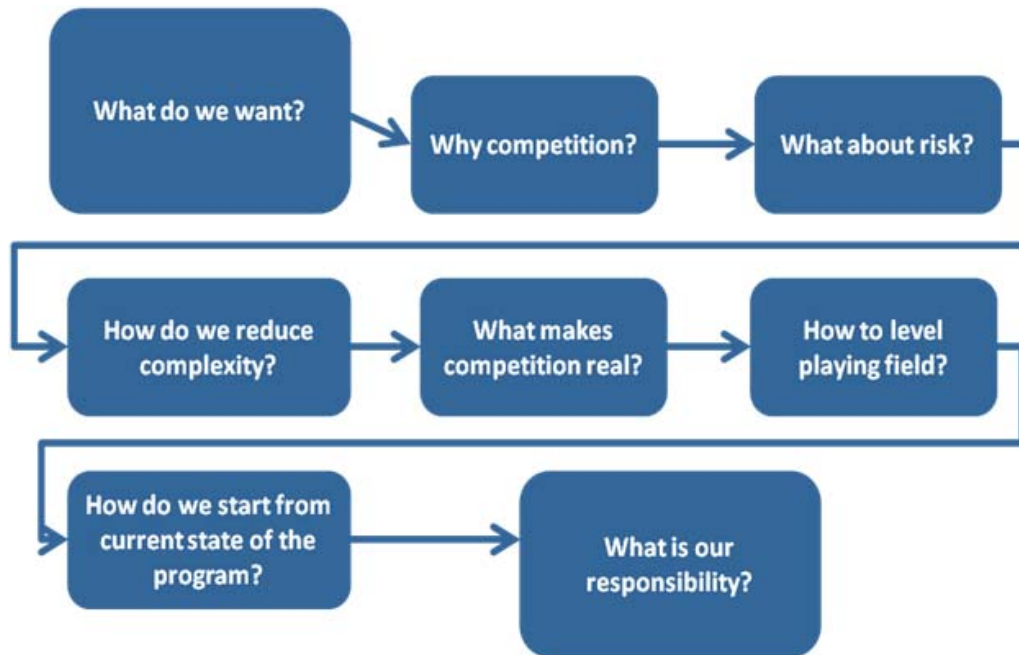 What do we want?
Why competition?
What about risk?
How do we reduce
complexity?
What makes
competition real?
How to level
playing field?
How do we start from
current state of the
program?
What is our
responsibility?